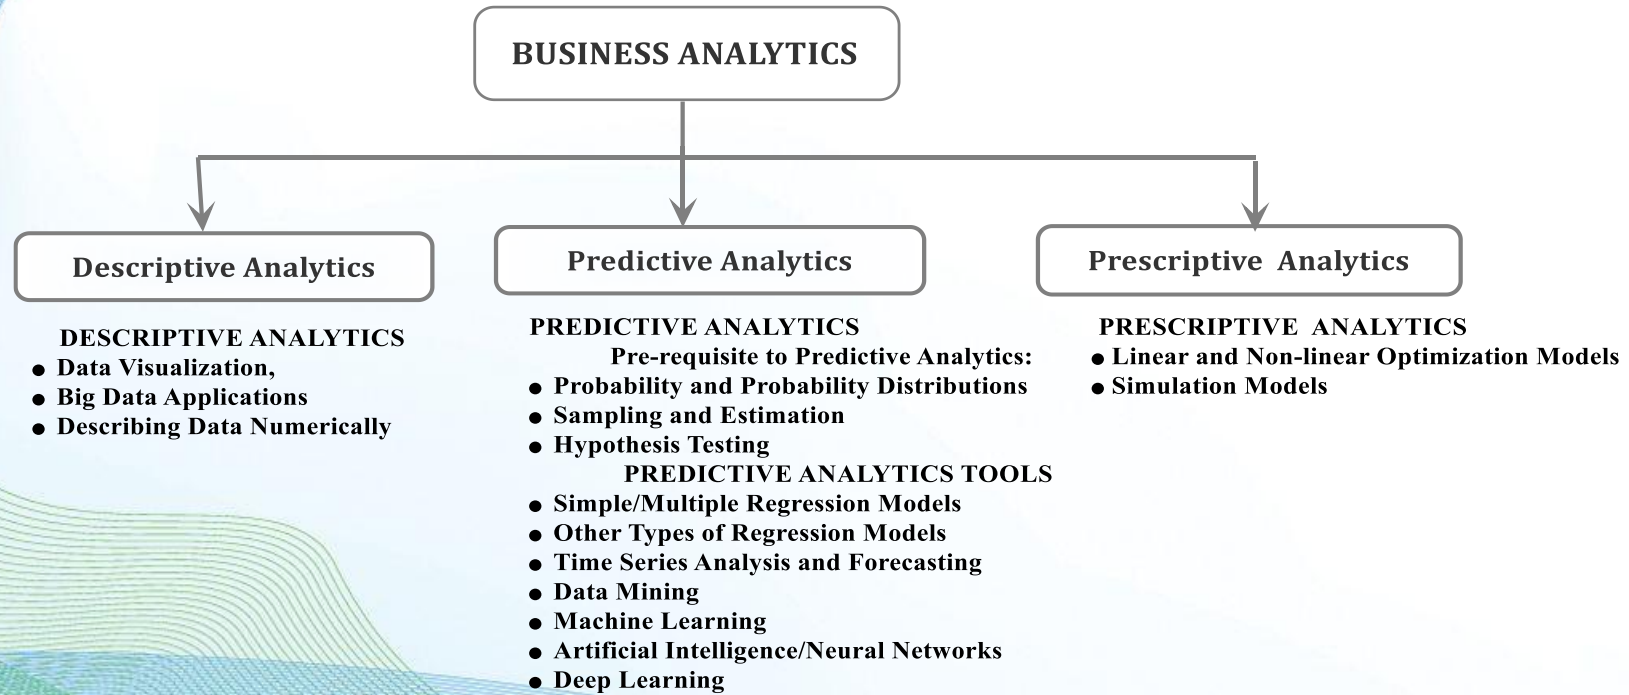 BUSINESS ANALYTICS
Descriptive Analytics
DESCRIPTIVE ANALYTICS
● Data Visualization,
● Big Data Applications
● Describing Data Numerically
Predictive Analytics
PREDICTIVE ANALYTICS
Pre-requisite to Predictive Analytics:
● Probability and Probability Distributions
● Sampling and Estimation
● Hypothesis Testing
PREDICTIVE ANALYTICS TOOLS
● Simple/Multiple Regression Models
● Other Types of Regression Models
● Time Series Analysis and Forecasting
● Data Mining
● Machine Learning
● Artificial Intelligence/Neural Networks
● Deep Learning
Prescriptive Analytics
PRESCRIPTIVE ANALYTICS
● Linear and Non-linear Optimization Models
● Simulation Models